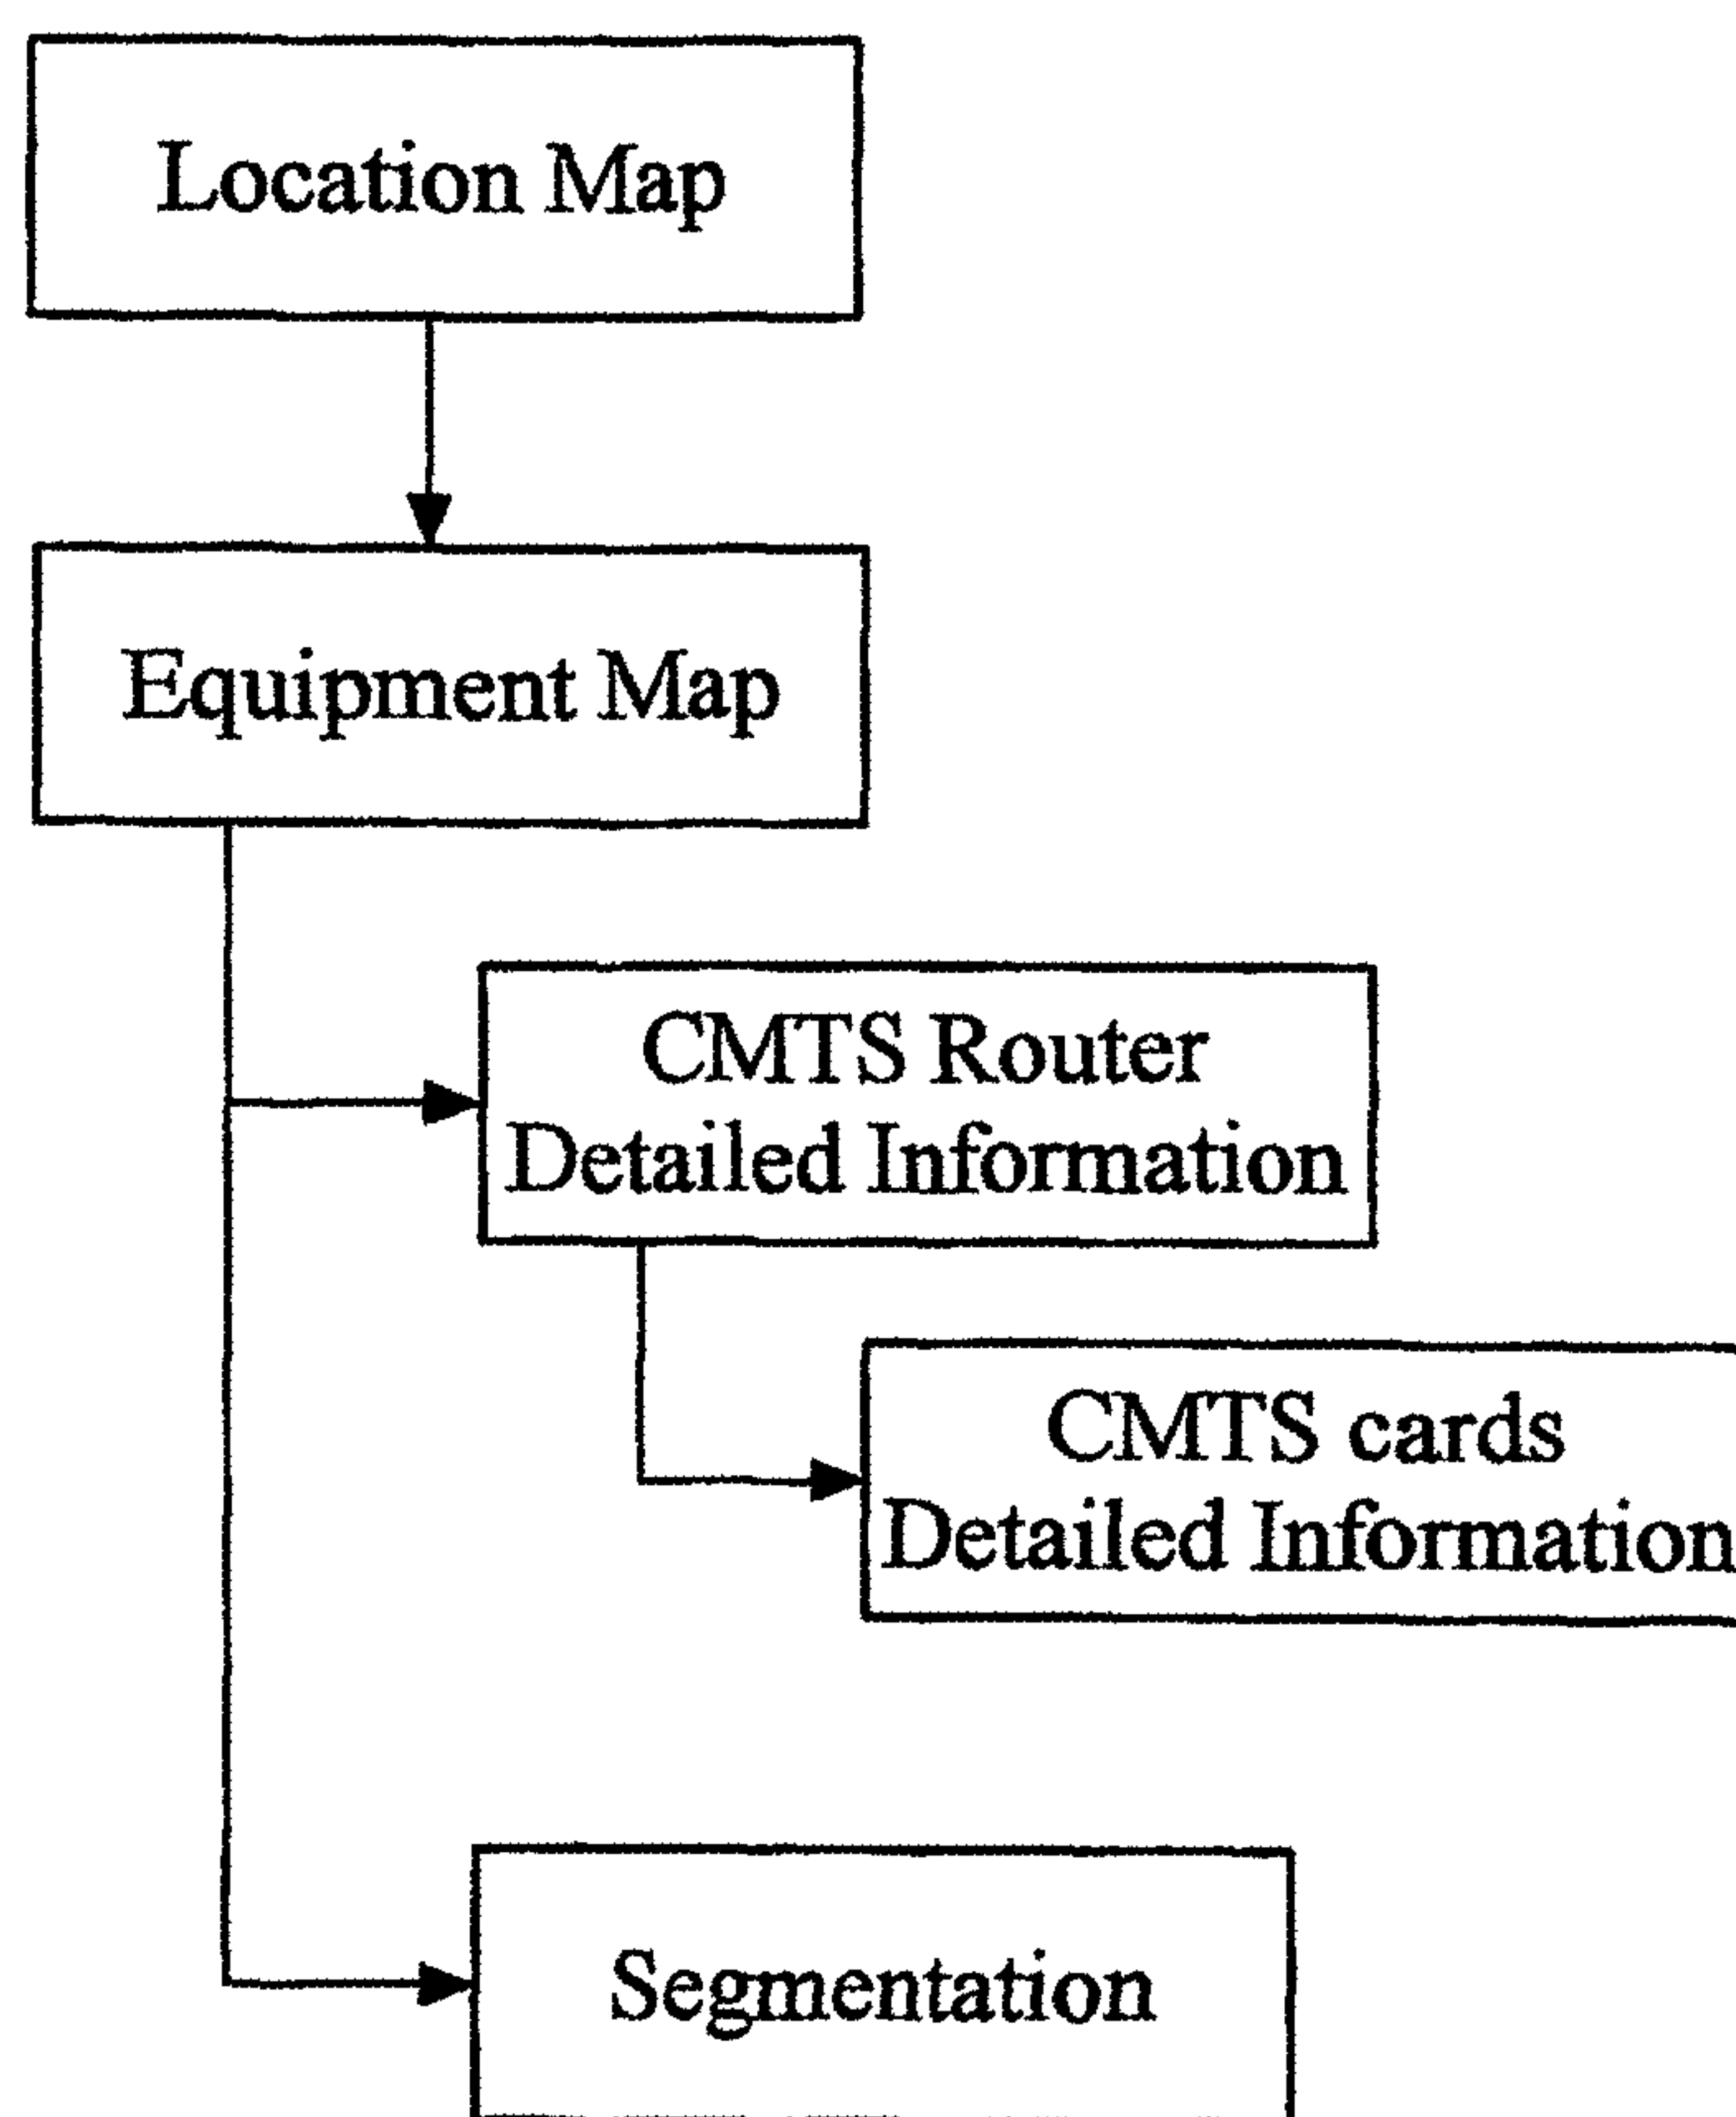 Location Map
Equipment Map
CMTS Router
Detailed Information
CMTS cards
Detailed Information
Segmentation